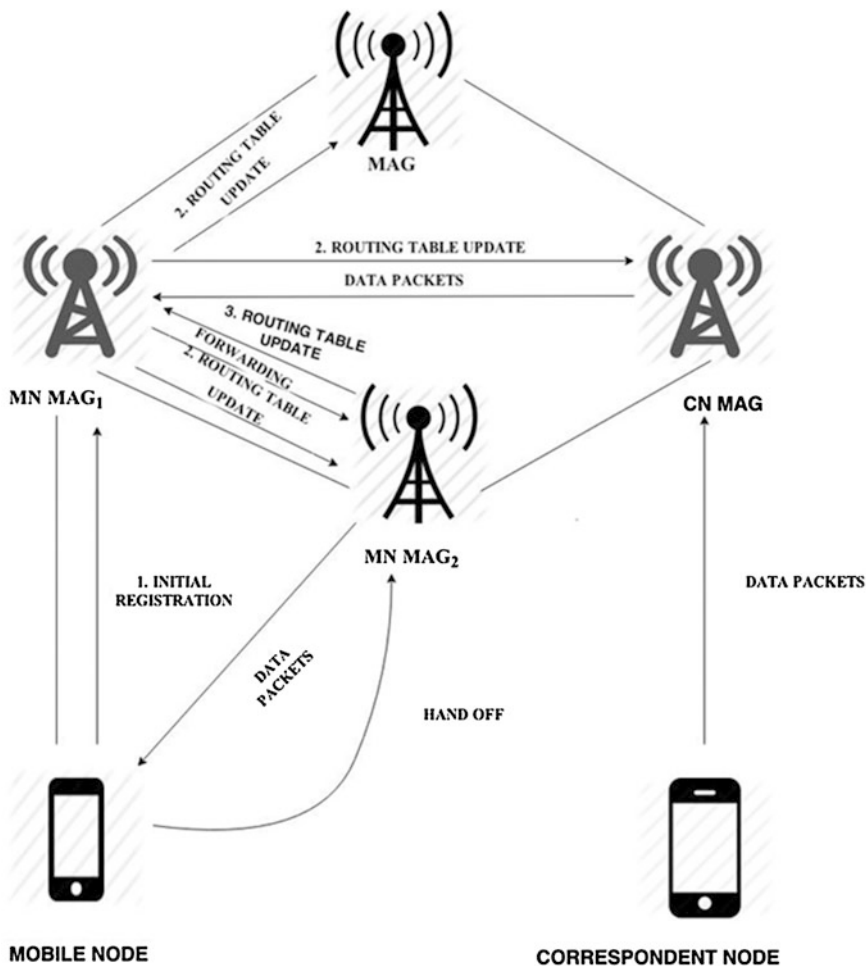 MAG
2. ROUTING TABLE
UPDATE
2. ROUTING TABLE UPDATE
DATA PACKETS
3. ROUTING TABLE
UPDATE
FORWARDING
2. ROUTING TABLE
UPDATE
MN MAG₁
CN MAG
MN MAG₂
1. INITIAL
REGISTRATION
DATA PACKETS
DATA
PACKETS
HAND OFF
MOBILE NODE
CORRESPONDENT NODE